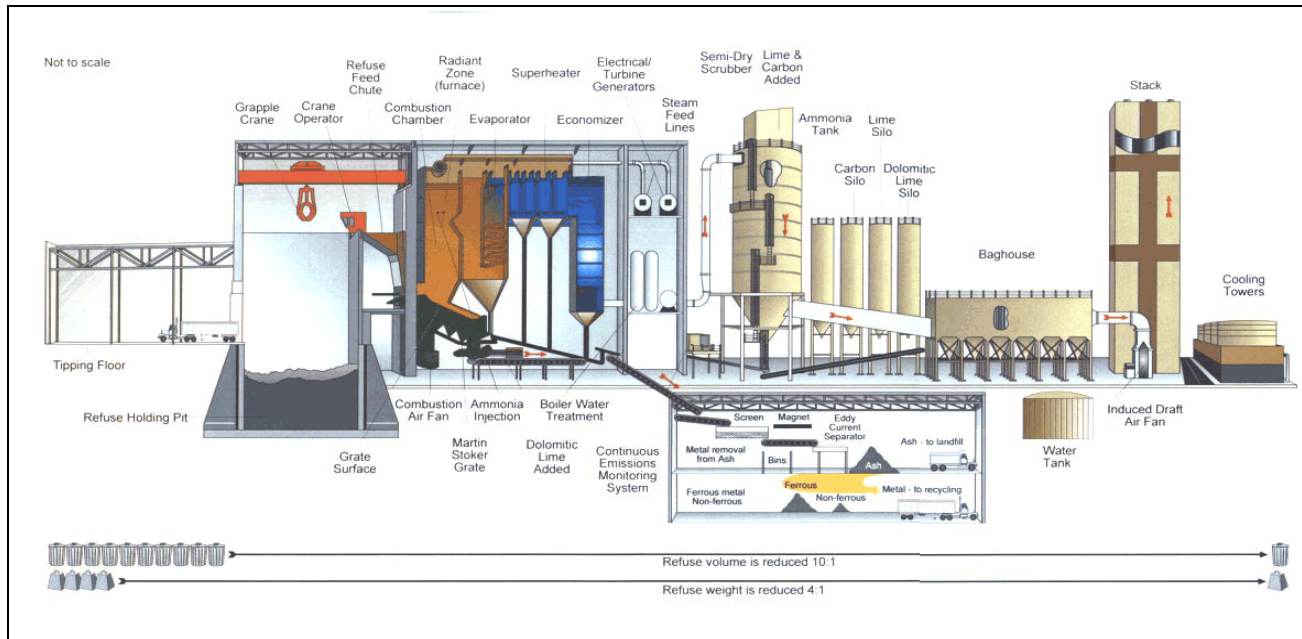 Not to scale
Grapple
Crane
Crane
Operator
Refuse
Feed
Chute
Combustion
Chamber
Radiant
Zone
(furnace)
Evaporator
Superheater
Economizer
Electrical/
Turbine
Generators
Steam
Feed
Lines
Semi-Dry
Scrubber
Lime &
Carbon
Added
Ammonia
Tank
Carbon
Silo
Lime
Silo
Dolomitic
Lime
Silo
Baghouse
Stack
Cooling
Towers
Tipping Floor
Refuse Holding Pit
Grate
Surface
Combustion
Air Fan
Martin
Stoker
Grate
Ammonia
Injection
Dolomitic
Lime
Added
Boiler Water
Treatment
Continuous
Emissions
Monitoring
System
Screen
Magnet
Eddy
Current
Separator
Metal removal
from Ash
Bins
Ash
Ash - to landfill
Ferrous metal
Non-ferrous
Ferrous
Non-ferrous
Metal - to recycling
Water
Tank
Induced Draft
Air Fan
Refuse volume is reduced 10:1
Refuse weight is reduced 4:1